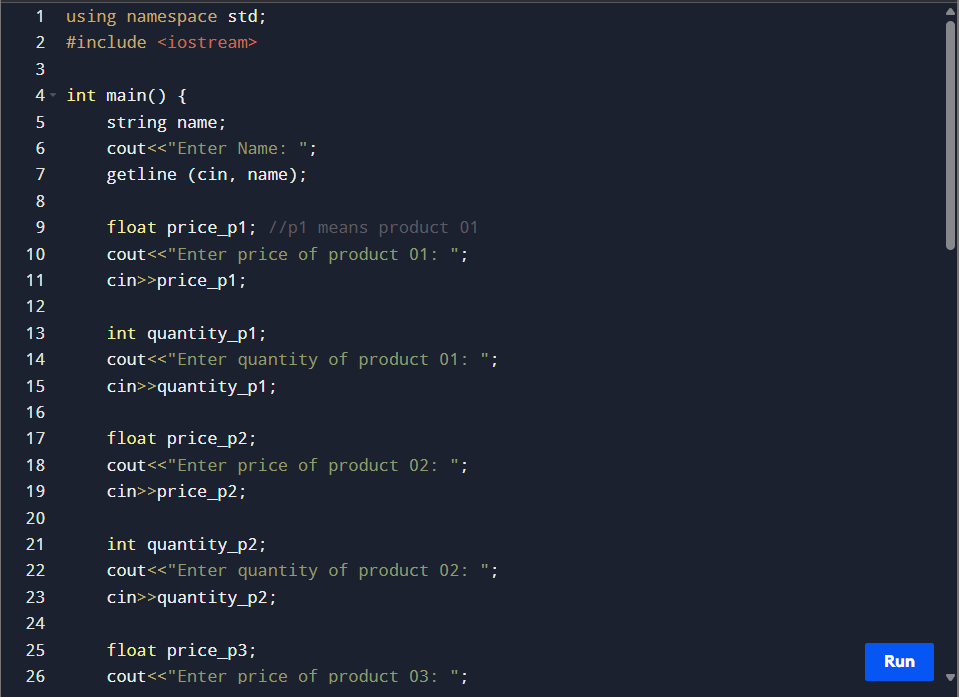 1 using namespace std;
2 #include <iostream>
3
4 int main() {
5     string name;
6     cout<<"Enter Name: ";
7     getline (cin, name);
8
9     float price_p1; //p1 means product 01
10     cout<<"Enter price of product 01: ";
11     cin>>price_p1;
12
13     int quantity_p1;
14     cout<<"Enter quantity of product 01: ";
15     cin>>quantity_p1;
16
17     float price_p2;
18     cout<<"Enter price of product 02: ";
19     cin>>price_p2;
20
21     int quantity_p2;
22     cout<<"Enter quantity of product 02: ";
23     cin>>quantity_p2;
24
25     float price_p3;
26     cout<<"Enter price of product 03: ";
Run